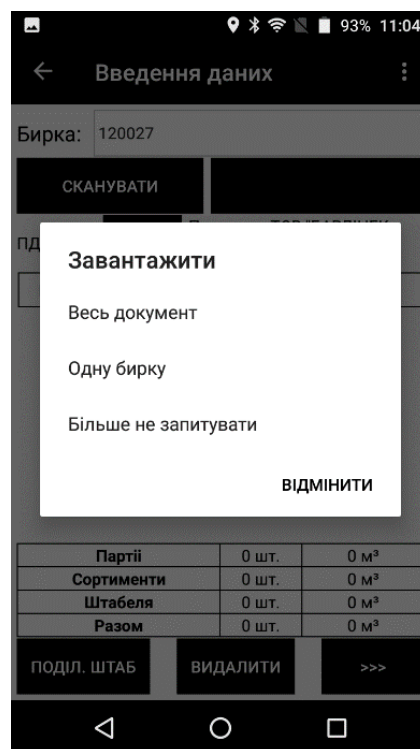 93% 11:04
Введення даних
Бирка: 120027
СКАНУВАТИ
Завантажити
Весь документ
Одну бирку
Більше не запитувати
ВІДМІНИТИ
Партії 0 шт. 0 м³
Сортименти 0 шт. 0 м³
Штабеля 0 шт. 0 м³
Разом 0 шт. 0 м³
ПОДІЛ. ШТАБ ВИДАЛИТИ >>>